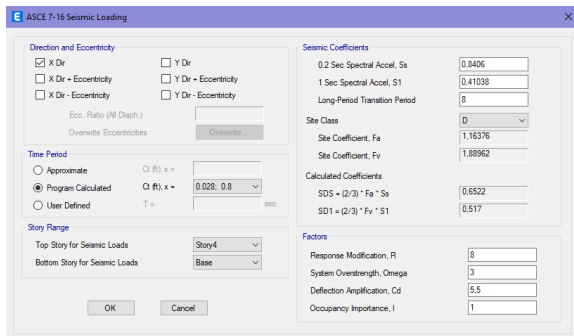 E ASCE 7-16 Seismic Loading
Direction and Eccentricity
X Dir Y Dir
X Dir + Eccentricity Y Dir + Eccentricity
X Dir - Eccentricity Y Dir - Eccentricity
Ecc. Ratio (All Diaph.)
Overwrite Eccentricities Overwrite...
Time Period
Approximate Ct (ft), x =
Program Calculated Ct (ft), x = 0.028; 0.8
User Defined T = sec
Story Range
Top Story for Seismic Loads Story4
Bottom Story for Seismic Loads Base
OK Cancel
Seismic Coefficients
0.2 Sec Spectral Accel, Ss 0,8406
1 Sec Spectral Accel, S1 0,41038
Long-Period Transition Period 8
Site Class D
Site Coefficient, Fa 1,16376
Site Coefficient, Fv 1,88962
Calculated Coefficients
SDS = (2/3) * Fa * Ss 0,6522
SD1 = (2/3) * Fv * S1 0,517
Factors
Response Modification, R 8
System Overstrength, Omega 3
Deflection Amplification, Cd 5,5
Occupancy Importance, I 1